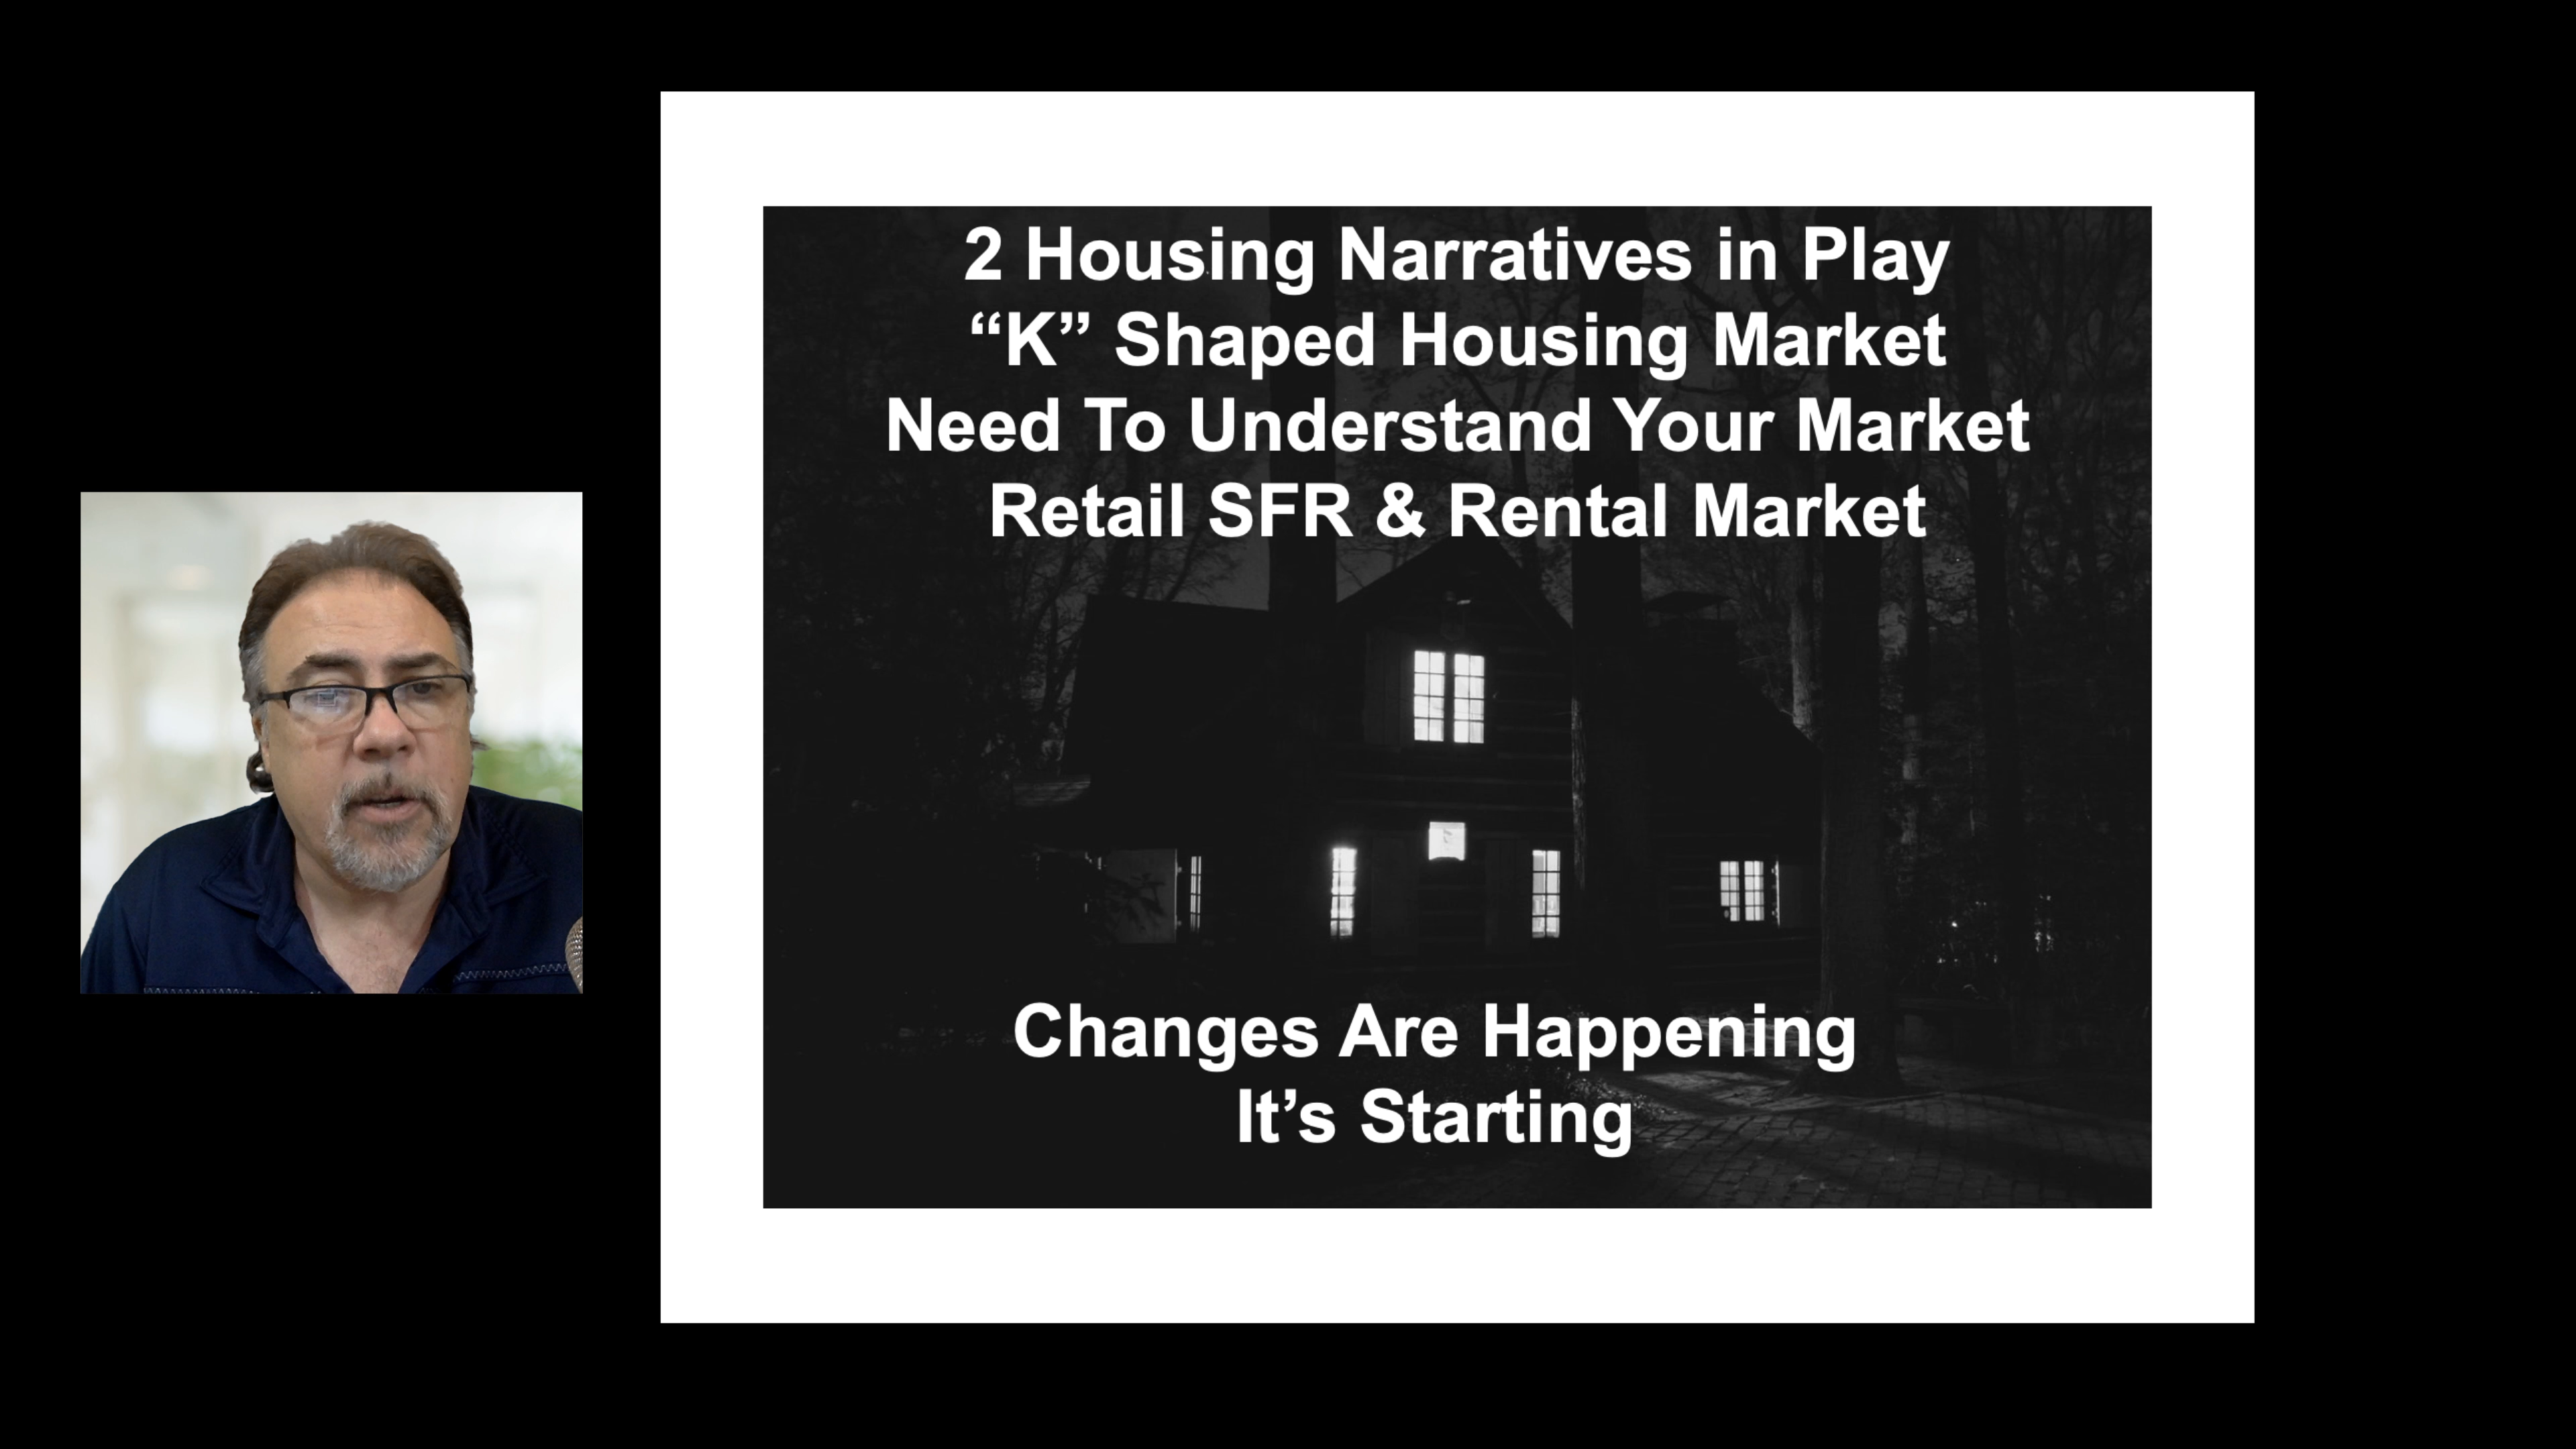 2 Housing Narratives in Play
“K” Shaped Housing Market
Need To Understand Your Market
Retail SFR & Rental Market
Changes Are Happening
It’s Starting